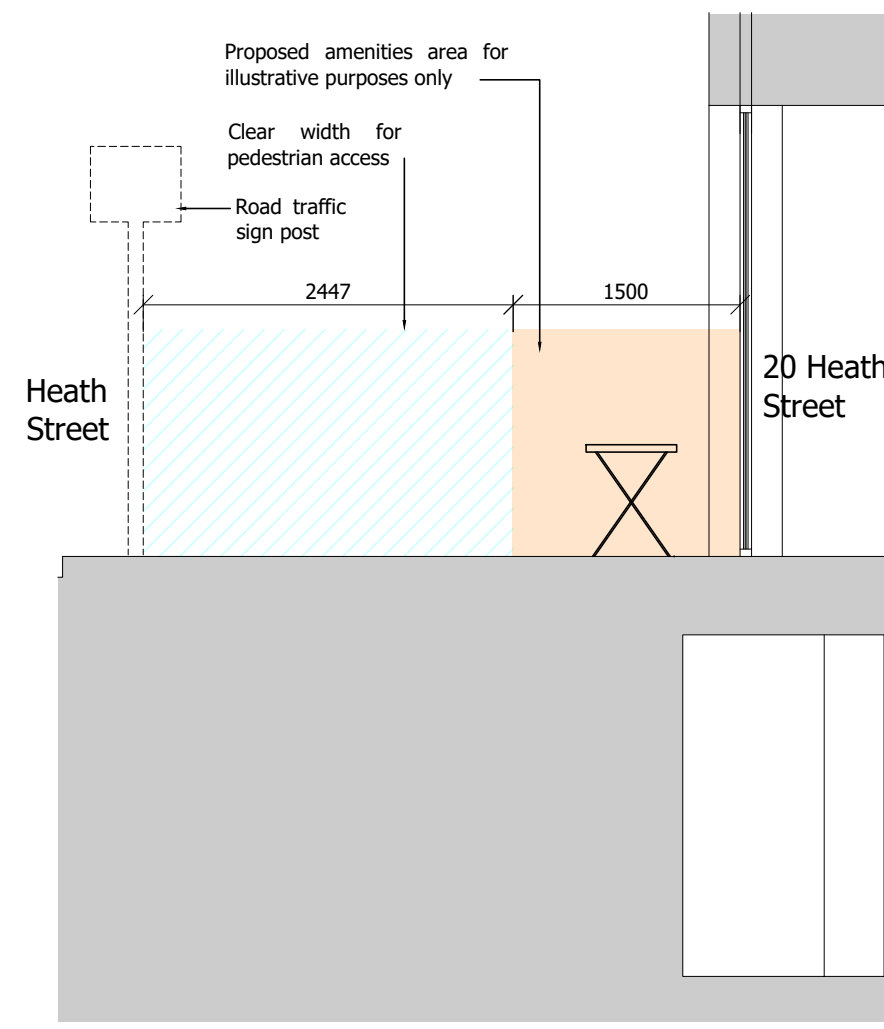 Proposed amenities area for
illustrative purposes only
Clear width for
pedestrian access
Road traffic
sign post
2447
1500
Heath
Street
20 Heath
Street